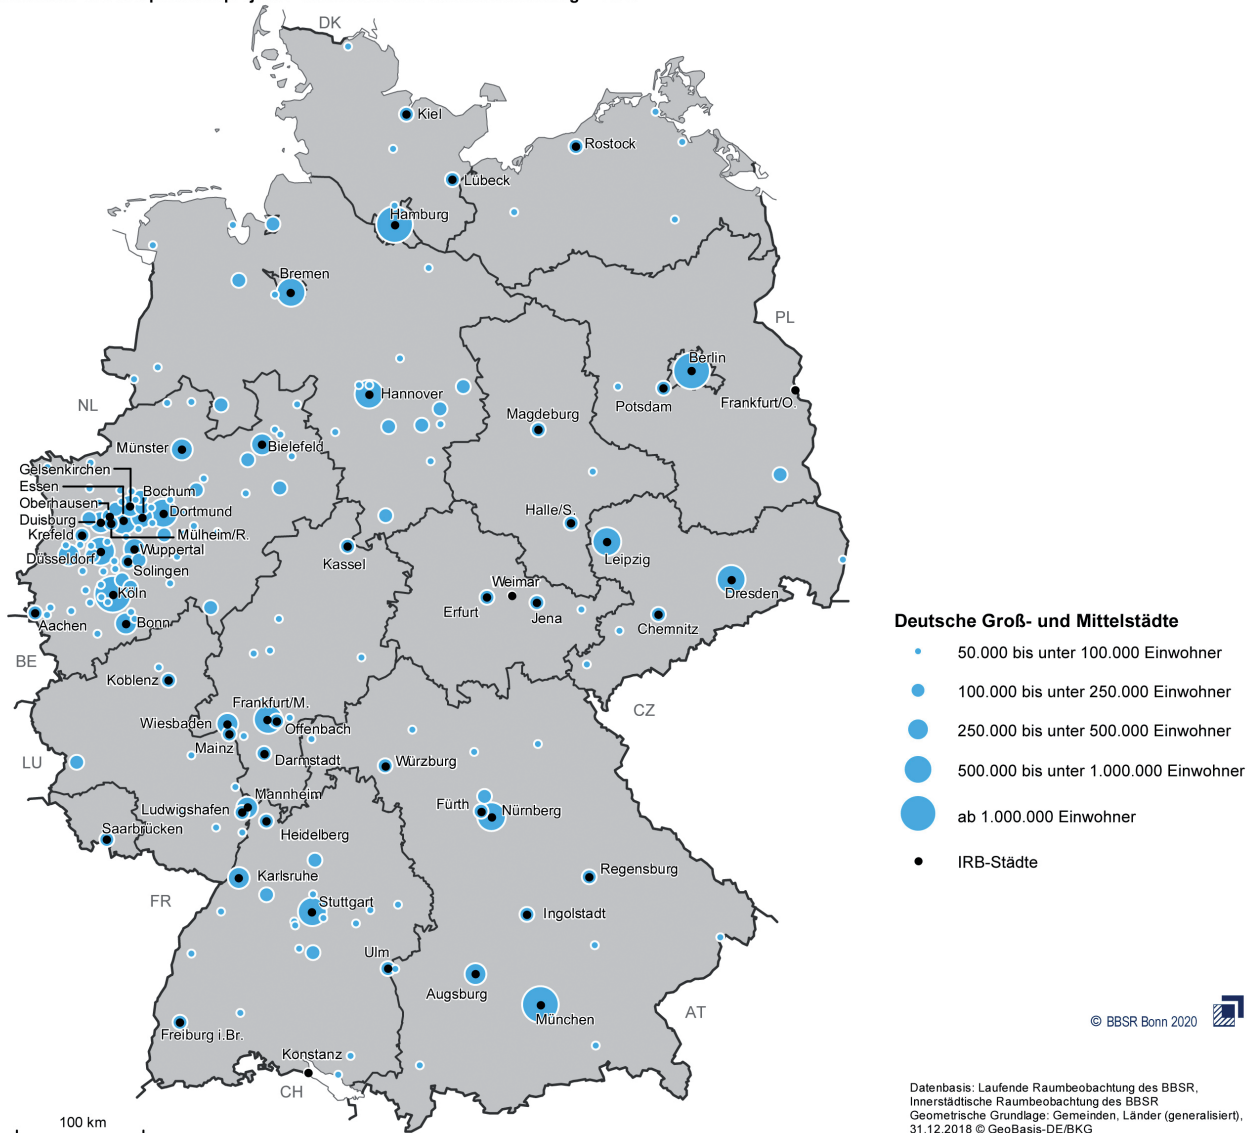 DK
Kiel
Rostock
Lübeck
Hamburg
Bremen
PL
Berlin
Hannover
Potsdam
Frankfurt/O.
NL
Magdeburg
Münster
Bielefeld
Gelsenkirchen
Essen
Bochum
Oberhausen
Dortmund
Halle/S.
Duisburg
Krefeld
Mülheim/R.
Wuppertal
Düsseldorf
Kassel
Leipzig
Solingen
Weimar
Köln
Dresden
Erfurt
Jena
Aachen
Bonn
Chemnitz
BE
Koblenz
Frankfurt/M.
CZ
Wiesbaden
Offenbach
Mainz
Darmstadt
Würzburg
LU
Mannheim
Fürth
Ludwigshafen
Nürnberg
Saarbrücken
Heidelberg
Regensburg
Karlsruhe
FR
Stuttgart
Ingolstadt
Ulm
Augsburg
AT
München
Freiburg i.Br.
Konstanz
CH
100 km
Deutsche Groß- und Mittelstädte
50.000 bis unter 100.000 Einwohner
100.000 bis unter 250.000 Einwohner
250.000 bis unter 500.000 Einwohner
500.000 bis unter 1.000.000 Einwohner
ab 1.000.000 Einwohner
IRB-Städte
© BBSR Bonn 2020
Datenbasis: Laufende Raumbeobachtung des BBSR,
Innerstädtische Raumbeobachtung des BBSR
Geometrische Grundlage: Gemeinden, Länder (generalisiert),
31.12.2018 © GeoBasis-DE/BKG